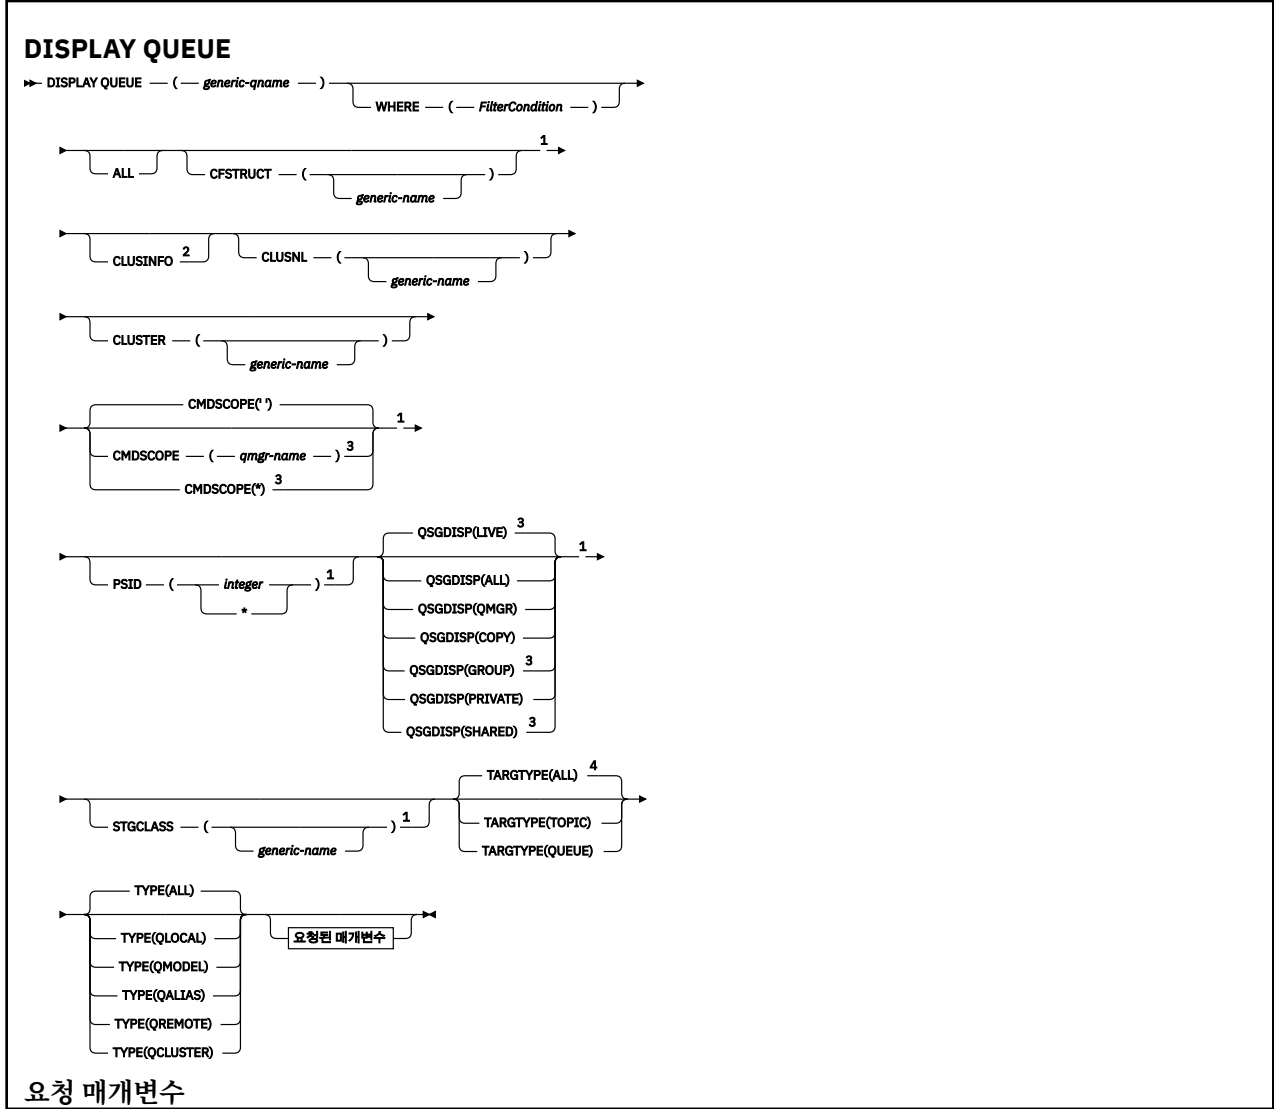 DISPLAY QUEUE
DISPLAY QUEUE ( generic-qname )
WHERE ( FilterCondition )
1
ALL CFSTRUCT ( )
generic-name
CLUSINFO 2 CLUSNL ( )
generic-name
CLUSTER ( )
generic-name
CMDSCOPE(' ')
1
CMDSCOPE ( qmgr-name ) 3
CMDSCOPE(*) 3
QSGDISP(LIVE) 3
1
PSID ( integer ) 1 QSGDISP(ALL)
*
QSGDISP(QMGR)
QSGDISP(COPY)
QSGDISP(GROUP) 3
QSGDISP(PRIVATE)
QSGDISP(SHARED) 3
TARGTYPE(ALL) 4
STGCLASS ( ) 1 TARGTYPE(TOPIC)
generic-name TARGTYPE(QUEUE)
TYPE(ALL)
TYPE(QLOCAL) 요청된 매개변수
TYPE(QMODEL)
TYPE(QALIAS)
TYPE(QREMOTE)
TYPE(QCLUSTER)
요청 매개변수